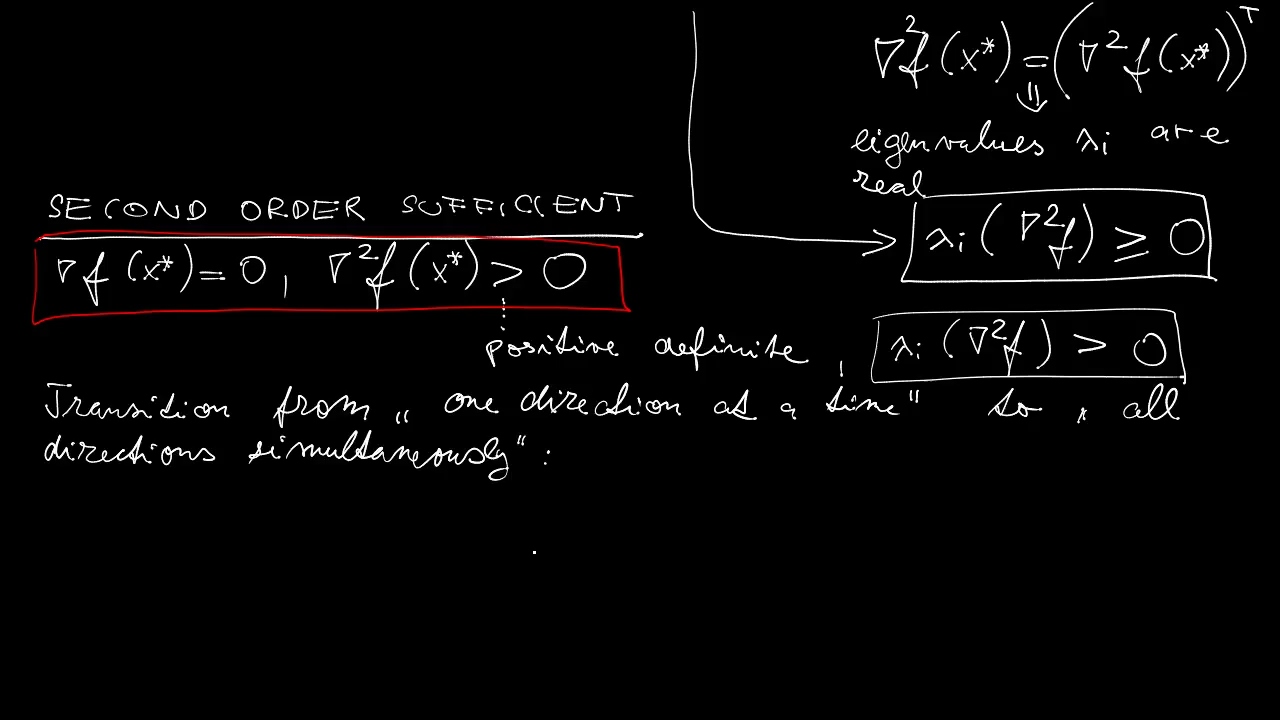 ∇²f(x*) = (∇²f(x*))ᵀ
⇓
eigenvalues λi are
real
SECOND ORDER SUFFICIENT
λi(∇²f) ≥ 0
∇f(x*) = 0, ∇²f(x*) > 0
positive definite, λi(∇²f) > 0
Transition from „one direction at a time" to „all
directions simultaneously":